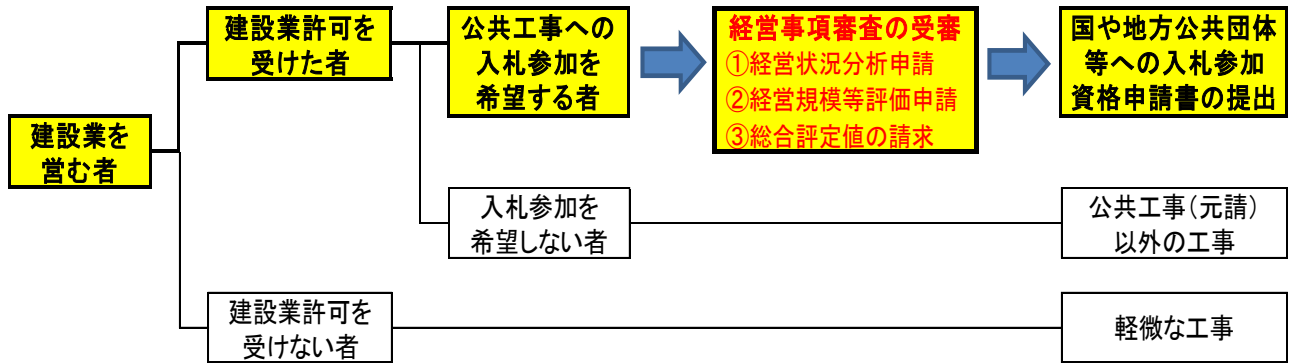 建設業を
営む者
建設業許可を
受けた者
公共工事への
入札参加を
希望する者
経営事項審査の受審
①経営状況分析申請
②経営規模等評価申請
③総合評定値の請求
国や地方公共団体
等への入札参加
資格申請書の提出
入札参加を
希望しない者
公共工事（元請）
以外の工事
建設業許可を
受けない者
軽微な工事